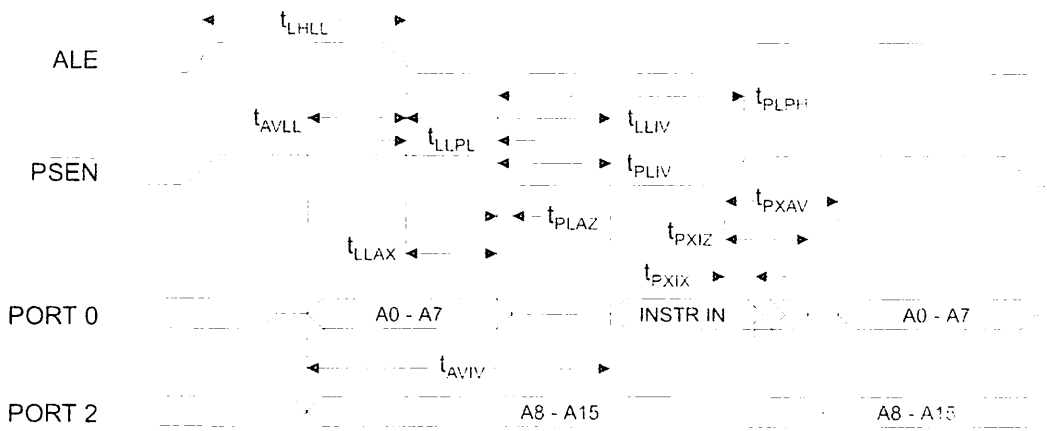 tLHLL
ALE
tPLPH
tAVLL
tLLIV
tLLPL
PSEN
tPLIV
tPXAV
tPLAZ
tPXIZ
tLLAX
tPXIX
PORT 0
A0 - A7
INSTR IN
A0 - A7
tAVIV
PORT 2
A8 - A15
A8 - A15